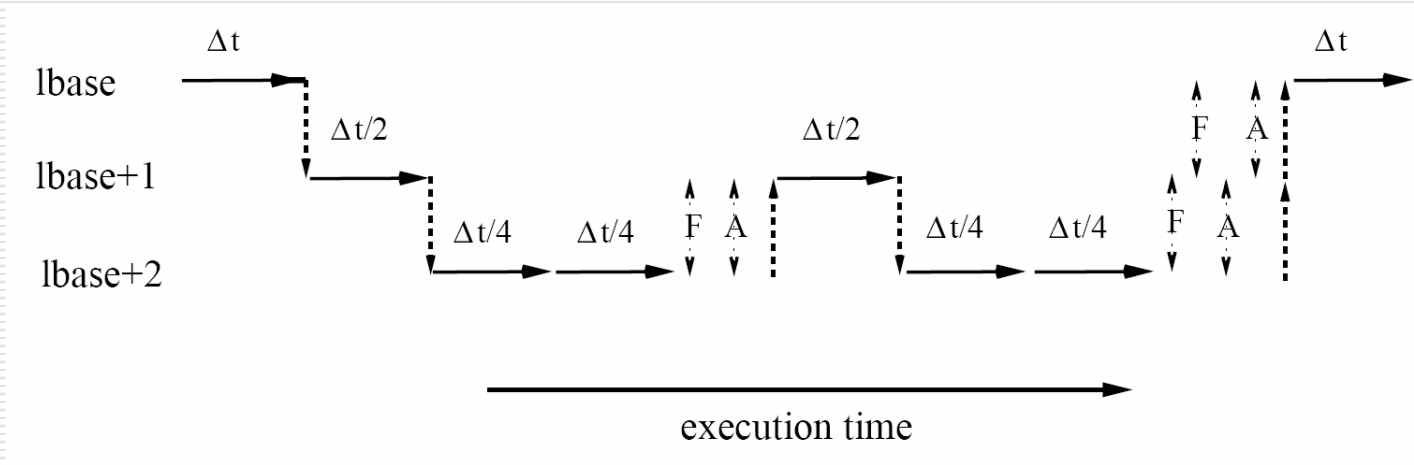 Δt Δt
lbase
F A
Δt/2 Δt/2
lbase+1
Δt/4 Δt/4 F A Δt/4 Δt/4 F A
lbase+2
execution time